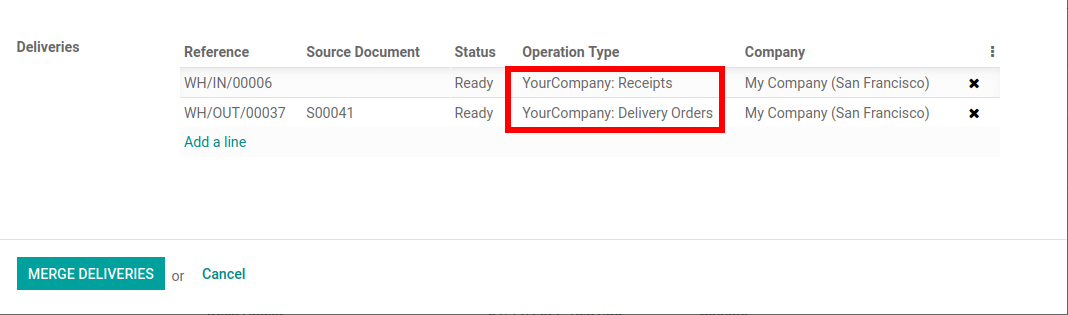 Deliveries
Reference Source Document Status Operation Type Company
WH/IN/00006 Ready YourCompany: Receipts My Company (San Francisco)
WH/OUT/00037 S00041 Ready YourCompany: Delivery Orders My Company (San Francisco)
Add a line
MERGE DELIVERIES or Cancel